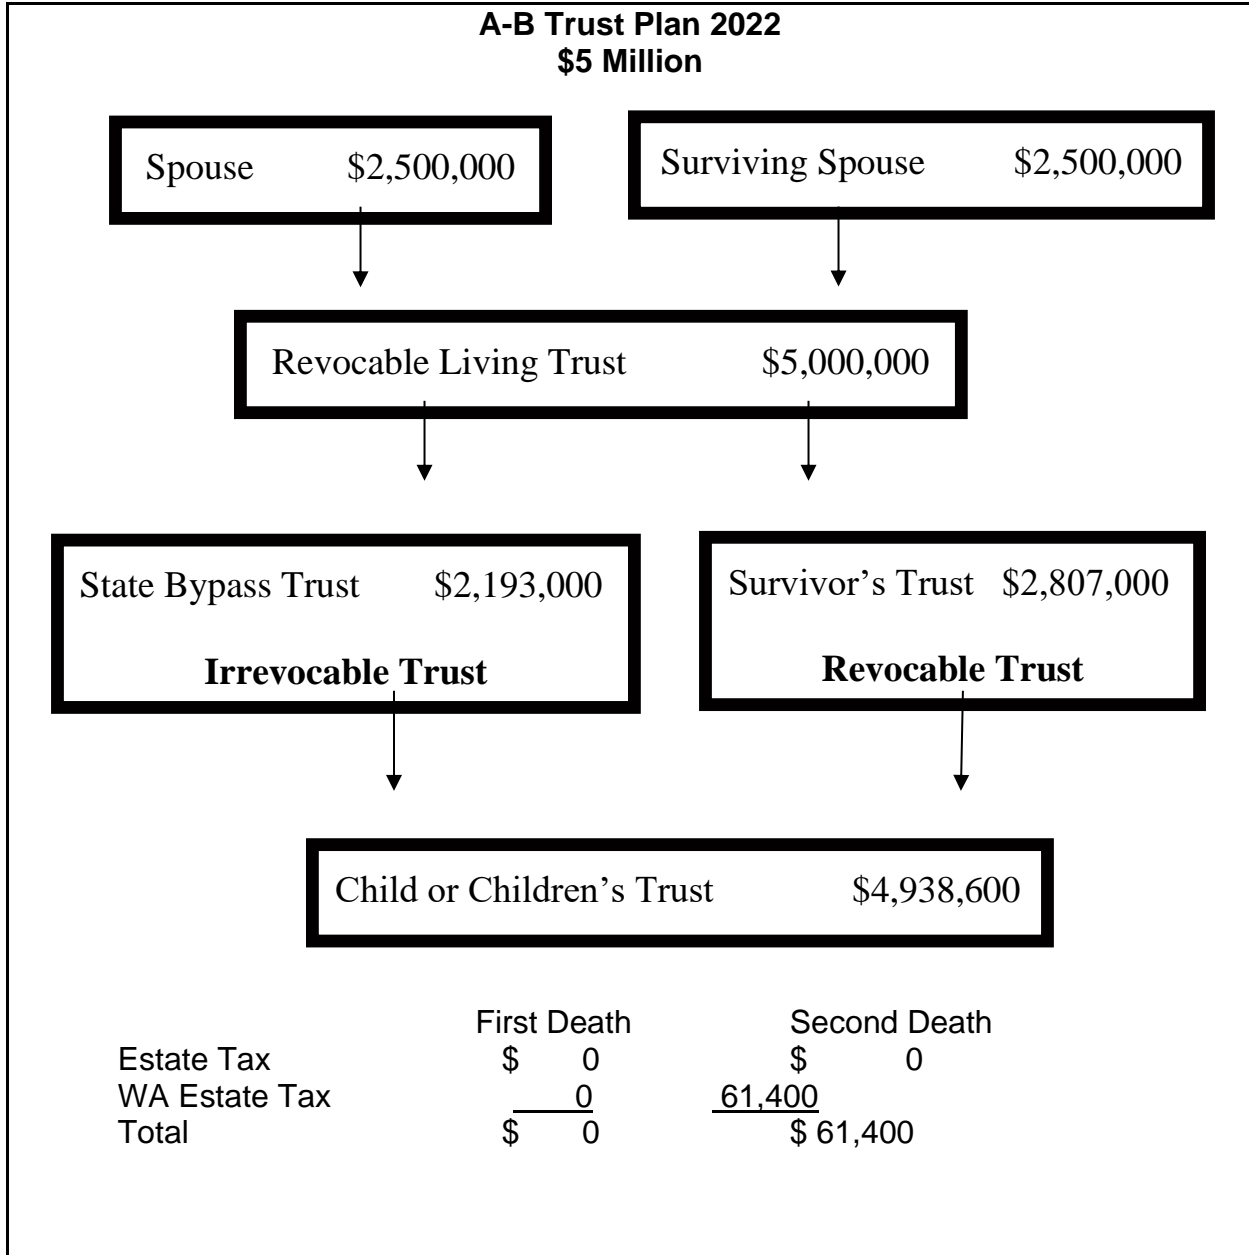 A-B Trust Plan 2022
$5 Million
Spouse $2,500,000
Surviving Spouse $2,500,000
Revocable Living Trust $5,000,000
State Bypass Trust $2,193,000
Irrevocable Trust
Survivor’s Trust $2,807,000
Revocable Trust
Child or Children’s Trust $4,938,600
First Death Second Death
Estate Tax $ 0 $ 0
WA Estate Tax 0 61,400
Total $ 0 $ 61,400